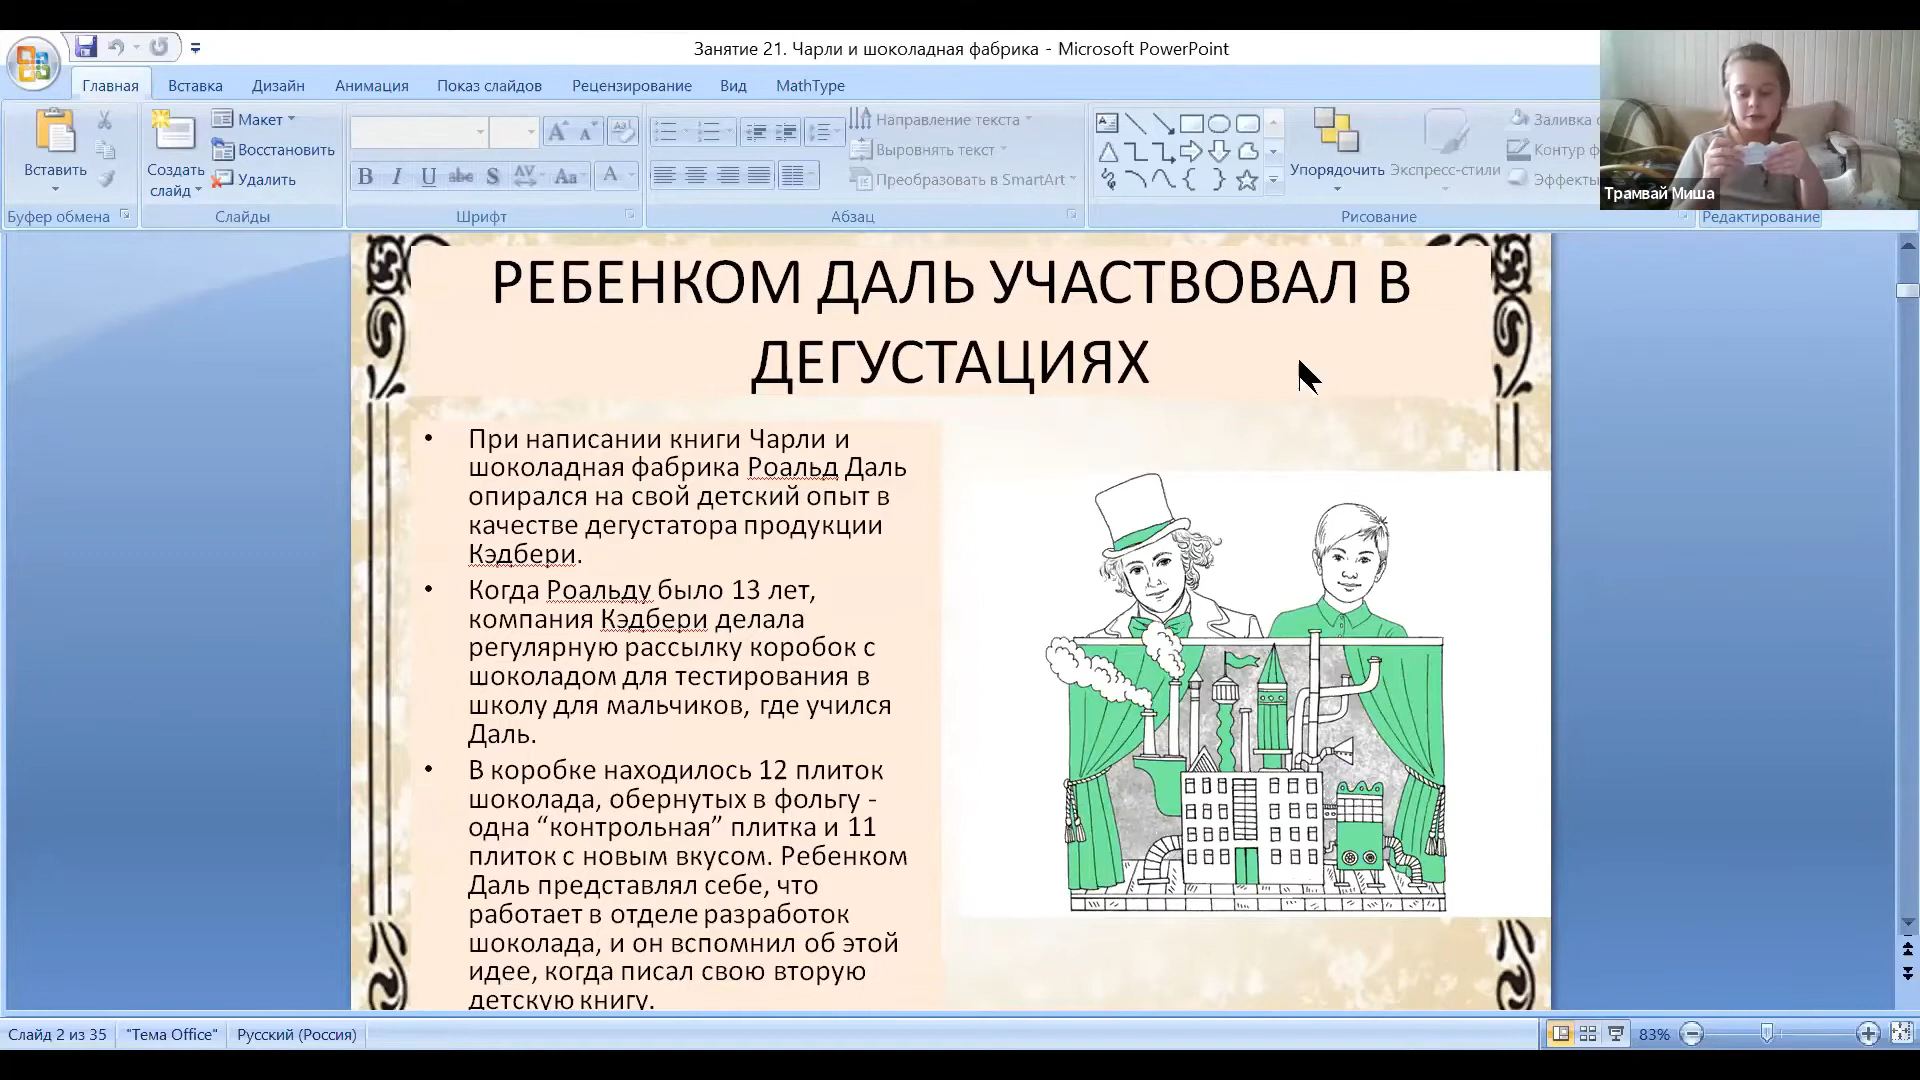 Занятие 21. Чарли и шоколадная фабрика - Microsoft PowerPoint
Главная
Вставка
Дизайн
Анимация
Показ слайдов
Рецензирование
Вид
MathType
Вставить
Буфер обмена
Создать
слайд
Макет
Восстановить
Удалить
Слайды
Шрифт
Направление текста
Выровнять текст
Преобразовать в SmartArt
Абзац
Упорядочить
Экспресс-стили
Заливка
Контур ф
Эффекты
Рисование
Редактирование
Трамвай Миша
РЕБЕНКОМ ДАЛЬ УЧАСТВОВАЛ В
ДЕГУСТАЦИЯХ
• При написании книги Чарли и
шоколадная фабрика Роальд Даль
опирался на свой детский опыт в
качестве дегустатора продукции
Кэдбери.
• Когда Роальду было 13 лет,
компания Кэдбери делала
регулярную рассылку коробок с
шоколадом для тестирования в
школу для мальчиков, где учился
Даль.
• В коробке находилось 12 плиток
шоколада, обернутых в фольгу -
одна “контрольная” плитка и 11
плиток с новым вкусом. Ребенком
Даль представлял себе, что
работает в отделе разработок
шоколада, и он вспомнил об этой
идее, когда писал свою вторую
детскую книгу.
Слайд 2 из 35
"Тема Office"
Русский (Россия)
83%